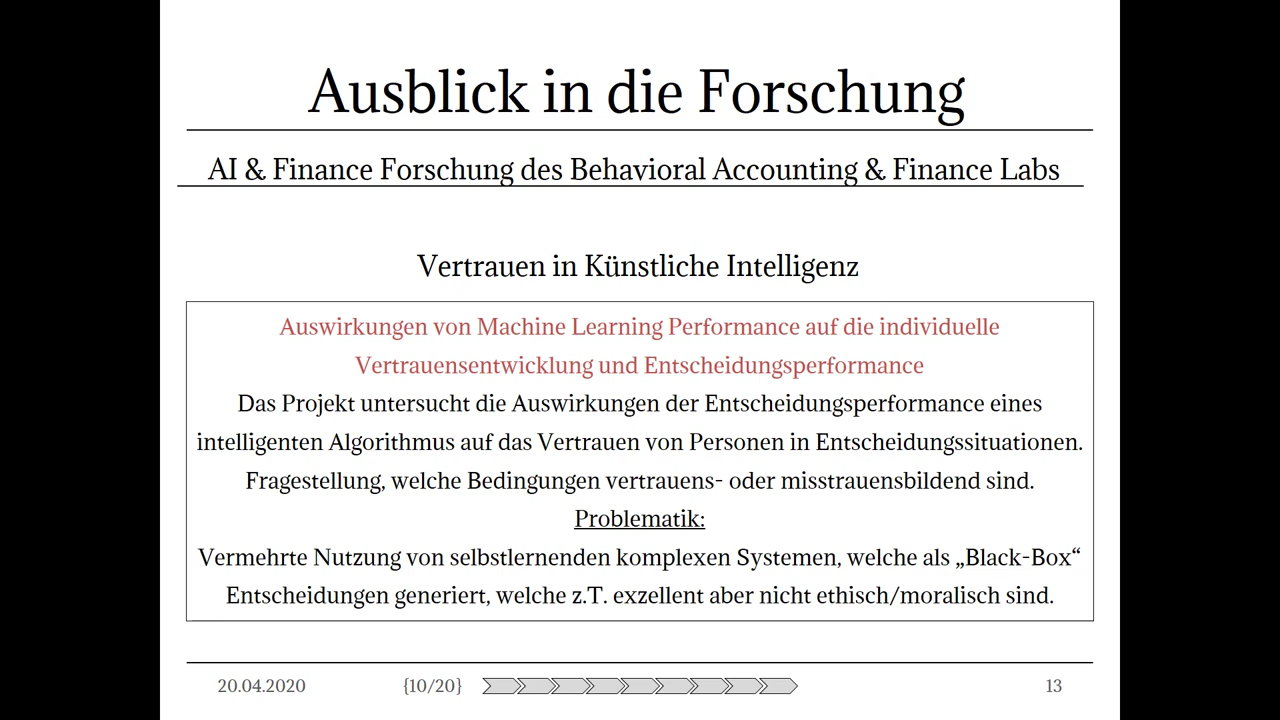 Ausblick in die Forschung
AI & Finance Forschung des Behavioral Accounting & Finance Labs
Vertrauen in Künstliche Intelligenz
Auswirkungen von Machine Learning Performance auf die individuelle
Vertrauensentwicklung und Entscheidungsperformance
Das Projekt untersucht die Auswirkungen der Entscheidungsperformance eines
intelligenten Algorithmus auf das Vertrauen von Personen in Entscheidungssituationen.
Fragestellung, welche Bedingungen vertrauens- oder misstrauensbildend sind.
Problematik:
Vermehrte Nutzung von selbstlernenden komplexen Systemen, welche als „Black-Box“
Entscheidungen generiert, welche z.T. exzellent aber nicht ethisch/moralisch sind.
20.04.2020 {10/20} 13